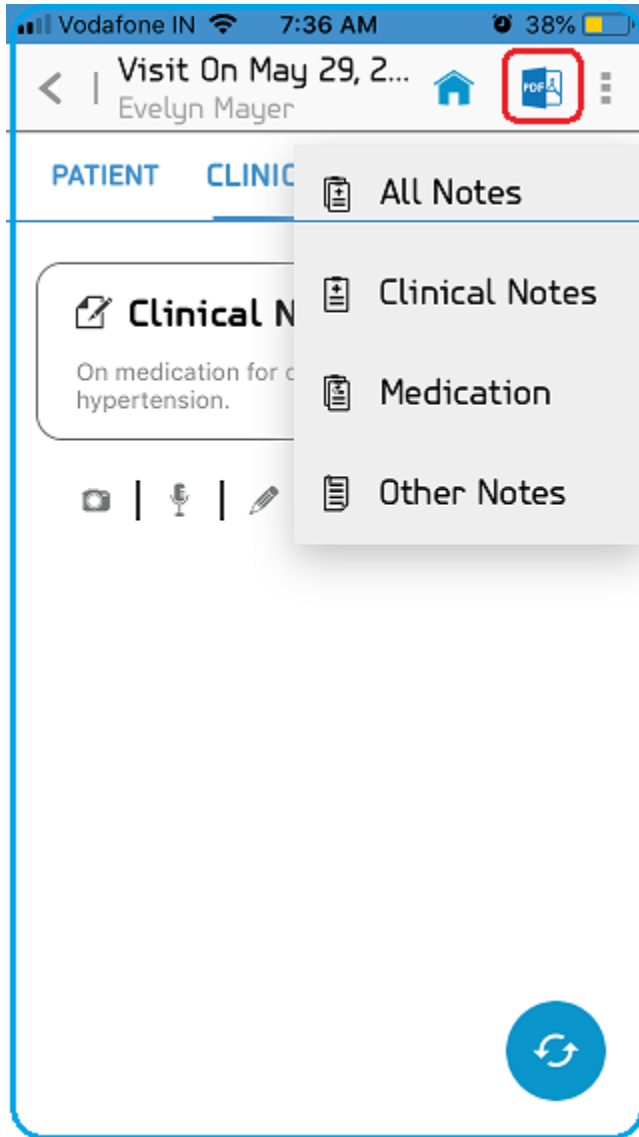 Vodafone IN 7:36 AM 38%
Visit On May 29, 2...
Evelyn Mayer
PDF
PATIENT CLINIC
All Notes
Clinical Notes
Medication
Other Notes
Clinical N
On medication for
hypertension.